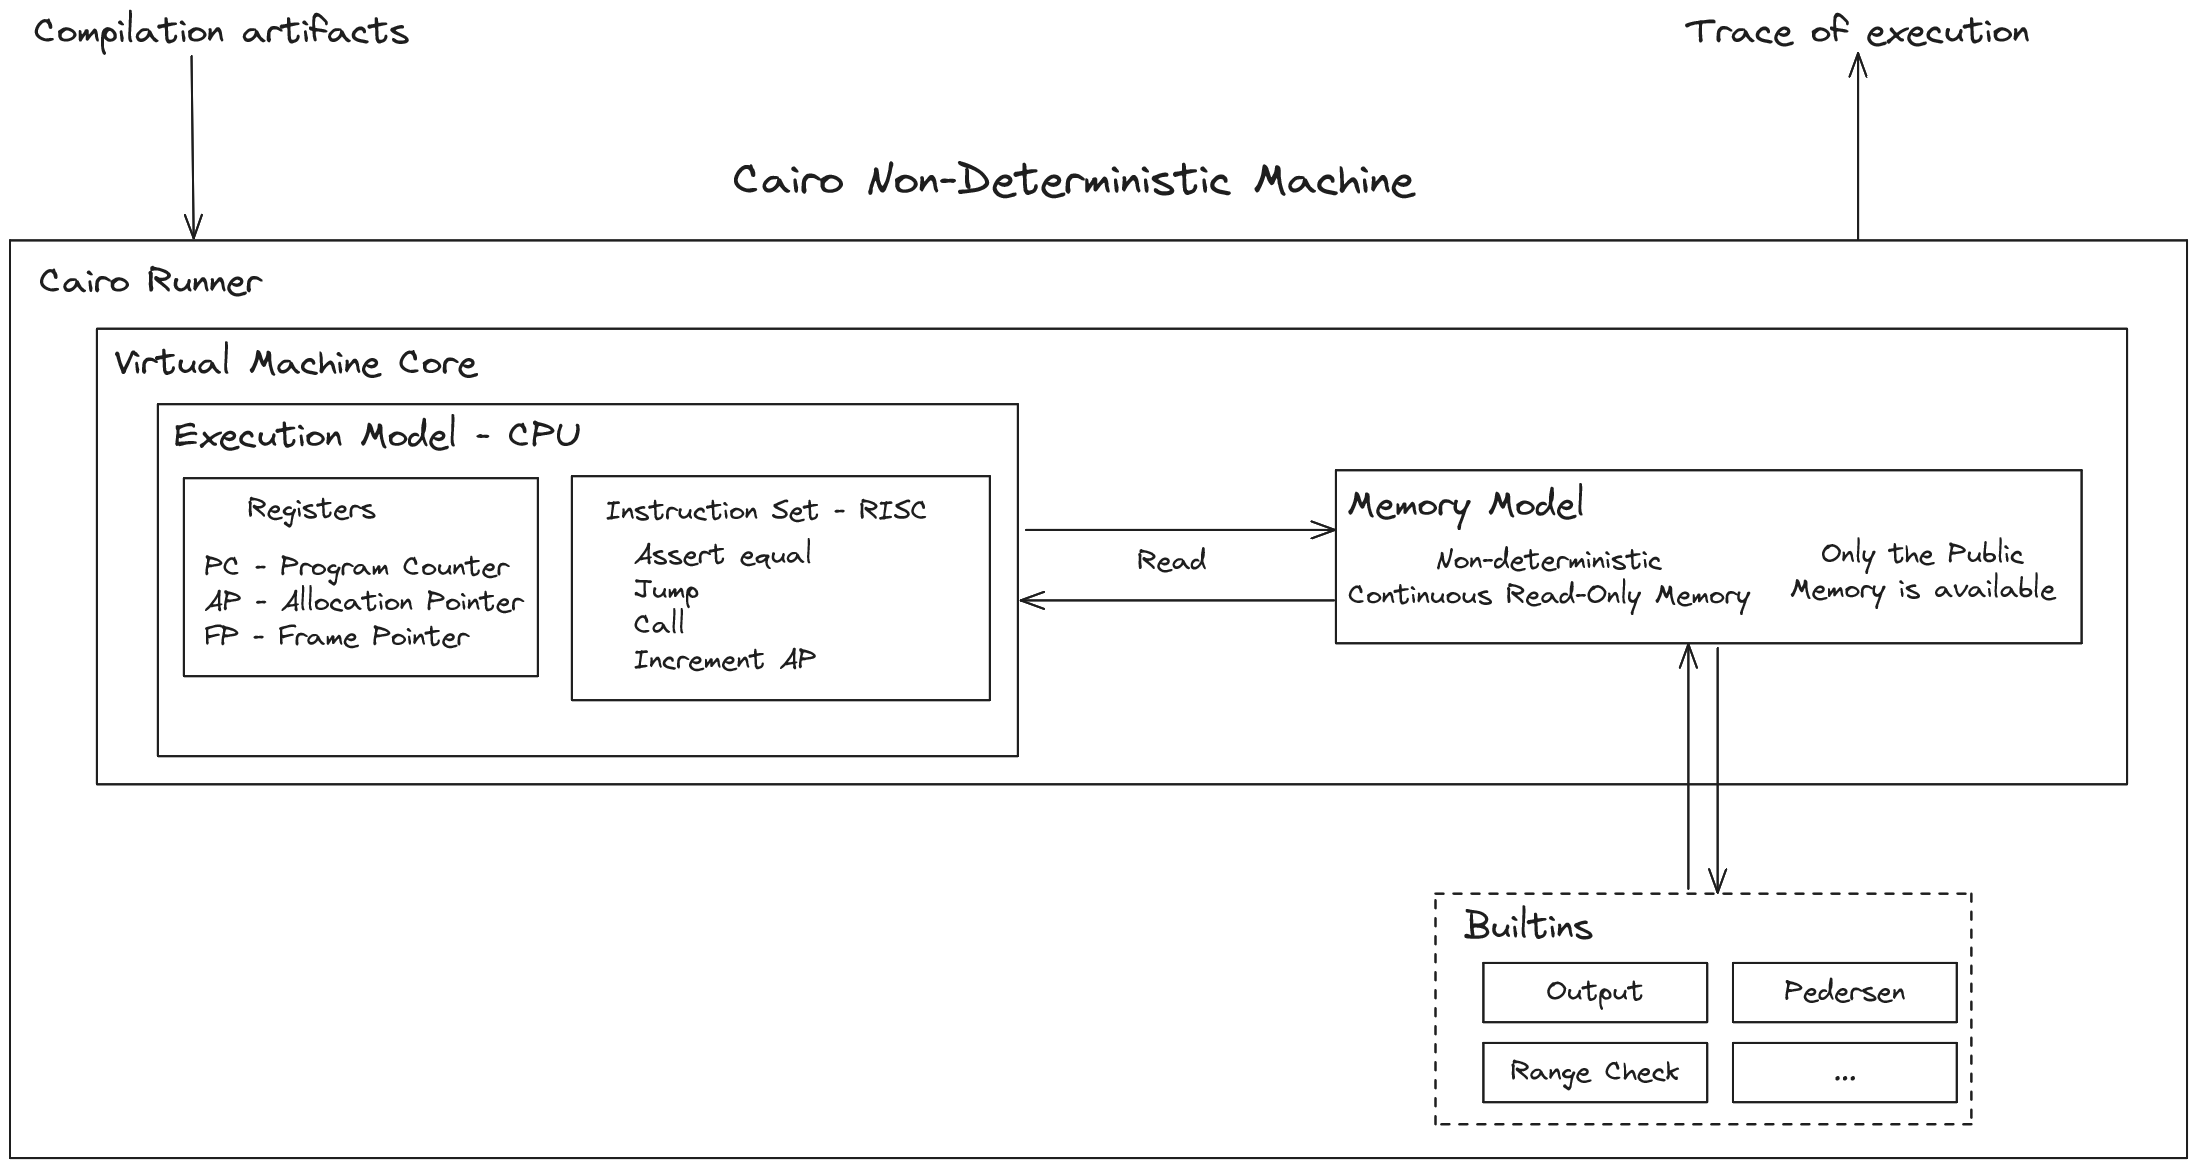 Compilation artifacts
Trace of execution
Cairo Non-Deterministic Machine
Cairo Runner
Virtual Machine Core
Execution Model - CPU
Registers
PC - Program Counter
AP - Allocation Pointer
FP - Frame Pointer
Instruction Set - RISC
Assert equal
Jump
Call
Increment AP
Read
Memory Model
Non-deterministic
Continuous Read-Only Memory
Only the Public
Memory is available
Builtins
Output
Pedersen
Range Check
...